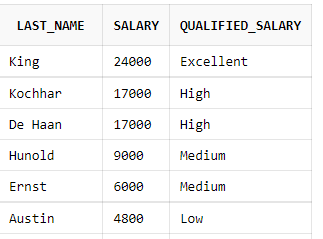 LAST_NAME SALARY QUALIFIED_SALARY
King 24000 Excellent
Kochhar 17000 High
De Haan 17000 High
Hunold 9000 Medium
Ernst 6000 Medium
Austin 4800 Low